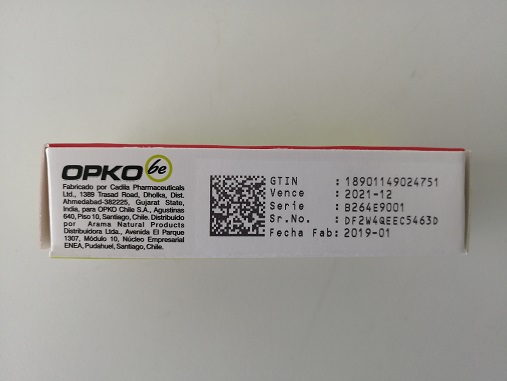 OPKO be
Fabricado por Cadila Pharmaceuticals
Ltd., 1389 Trasad Road, Dholka, Dist.
Ahmedabad-382225, Gujarat State,
India, para OPKO Chile S.A., Agustinas
640, Piso 10, Santiago, Chile. Distribuido
por Arama Natural Products
Distribuidora Ltda., Avenida El Parque
1307, Módulo 10, Núcleo Empresarial
ENEA, Pudahuel, Santiago, Chile.
GTIN : 18901149024751
Vence : 2021-12
Serie : B264E9001
Sr.No. : DF2W4QEEC5463D
Fecha Fab: 2019-01